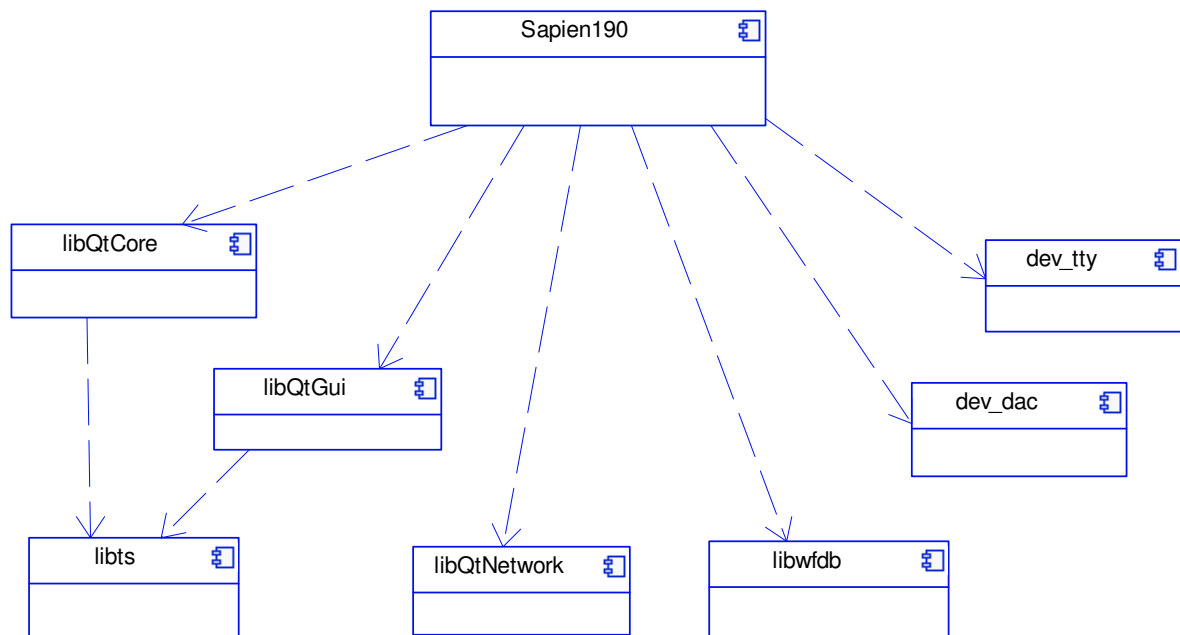 Sapien190
libQtCore
dev_tty
libQtGui
dev_dac
libts
libQtNetwork
libwfdb